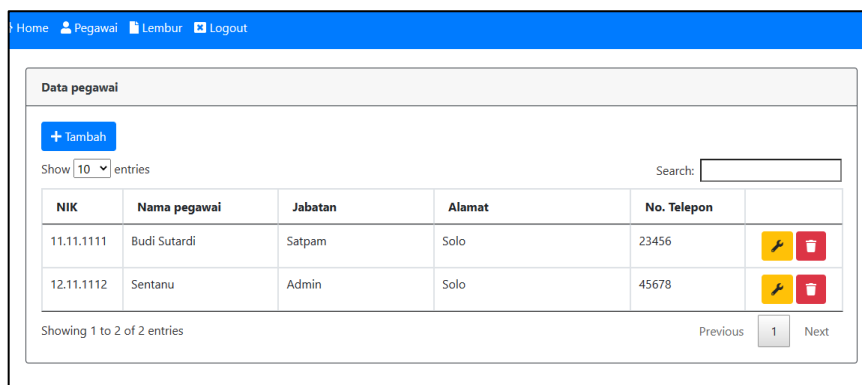 Home Pegawai Lembur Logout
Data pegawai
Tambah
Show 10 entries Search:
NIK Nama pegawai Jabatan Alamat No. Telepon
11.11.1111 Budi Sutardi Satpam Solo 23456
12.11.1112 Sentanu Admin Solo 45678
Showing 1 to 2 of 2 entries Previous 1 Next